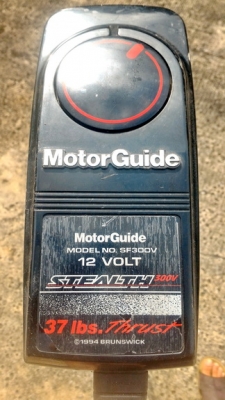 MotorGuide
MotorGuide
MODEL NO. SF300V
12 VOLT
STEALTH 300V
37 lbs. Thrust
©1994 BRUNSWICK